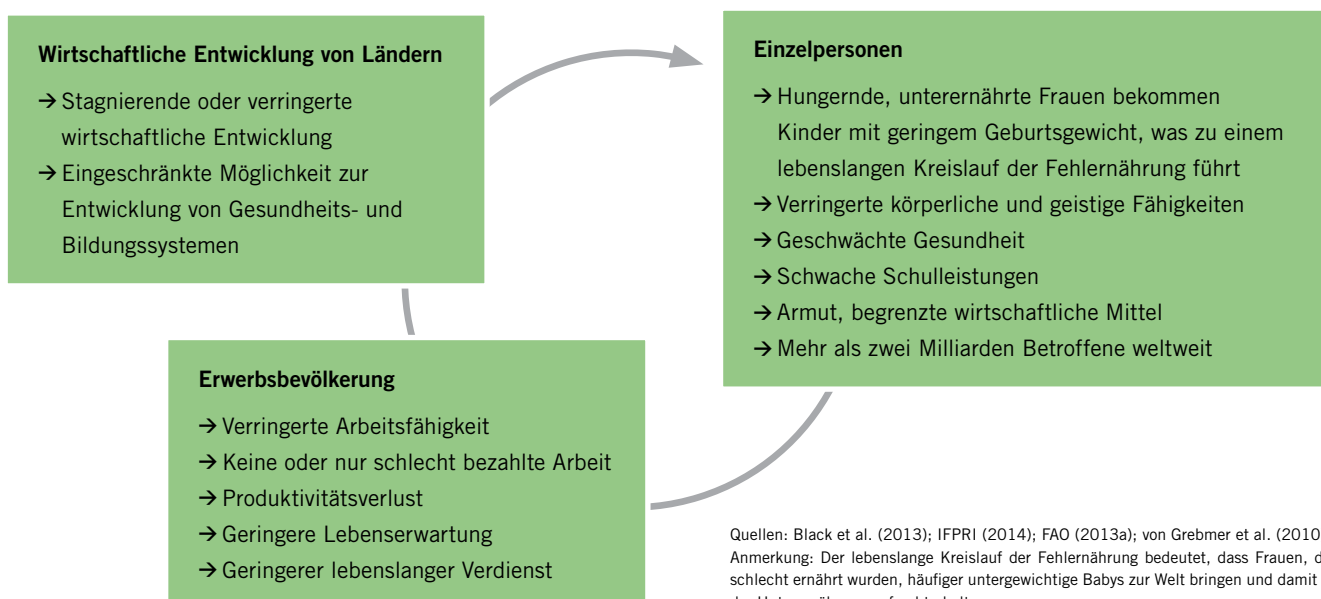 Wirtschaftliche Entwicklung von Ländern
→ Stagnierende oder verringerte
wirtschaftliche Entwicklung
→ Eingeschränkte Möglichkeit zur
Entwicklung von Gesundheits- und
Bildungssystemen
Einzelpersonen
→ Hungernde, unterernährte Frauen bekommen
Kinder mit geringem Geburtsgewicht, was zu einem
lebenslangen Kreislauf der Fehlernährung führt
→ Verringerte körperliche und geistige Fähigkeiten
→ Geschwächte Gesundheit
→ Schwache Schulleistungen
→ Armut, begrenzte wirtschaftliche Mittel
→ Mehr als zwei Milliarden Betroffene weltweit
Erwerbsbevölkerung
→ Verringerte Arbeitsfähigkeit
→ Keine oder nur schlecht bezahlte Arbeit
→ Produktivitätsverlust
→ Geringere Lebenserwartung
→ Geringerer lebenslanger Verdienst
Quellen: Black et al. (2013); IFPRI (2014); FAO (2013a); von Grebmer et al. (2010
Anmerkung: Der lebenslange Kreislauf der Fehlernährung bedeutet, dass Frauen, d
schlecht ernährt wurden, häufiger untergewichtige Babys zur Welt bringen und damit